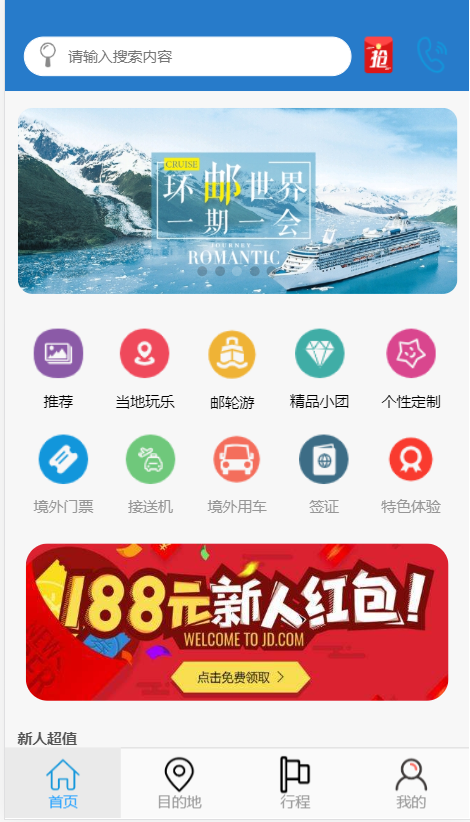 请输入搜索内容
抢
CRUISE
环邮世界
一期一会
JOURNEY
ROMANTIC
推荐
当地玩乐
邮轮游
精品小团
个性定制
境外门票
接送机
境外用车
签证
特色体验
188元新人红包！
WELCOME TO JD.COM
点击免费领取 >
新人超值
首页
目的地
行程
我的